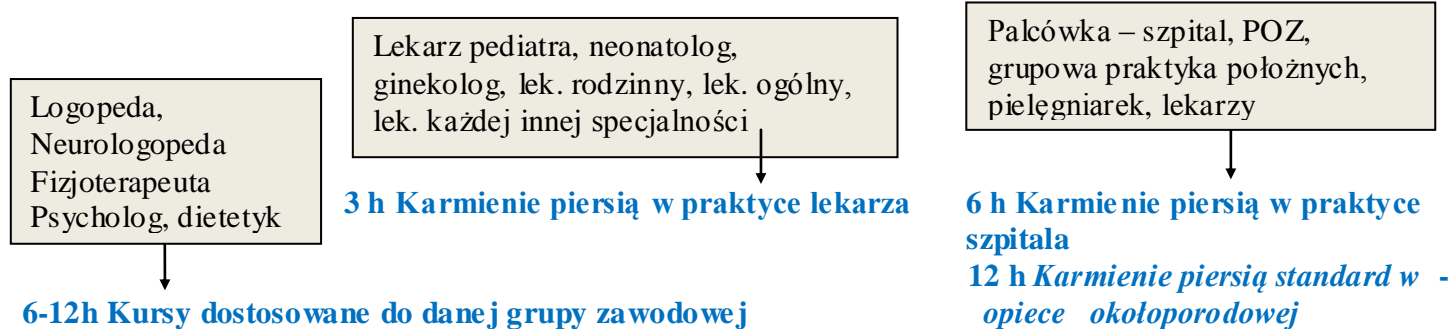 Logopeda,
Neurologopeda
Fizjoterapeuta
Psycholog, dietetyk
6-12h Kursy dostosowane do danej grupy zawodowej
Lekarz pediatra, neonatolog,
ginekolog, lek. rodzinny, lek. ogólny,
lek. każdej innej specjalności
3 h Karmienie piersią w praktyce lekarza
Palcówka – szpital, POZ,
grupowa praktyka położnych,
pielęgniarek, lekarzy
6 h Karmienie piersią w praktyce
szpitala
12 h Karmienie piersią standard w -
opiece okołoporodowej